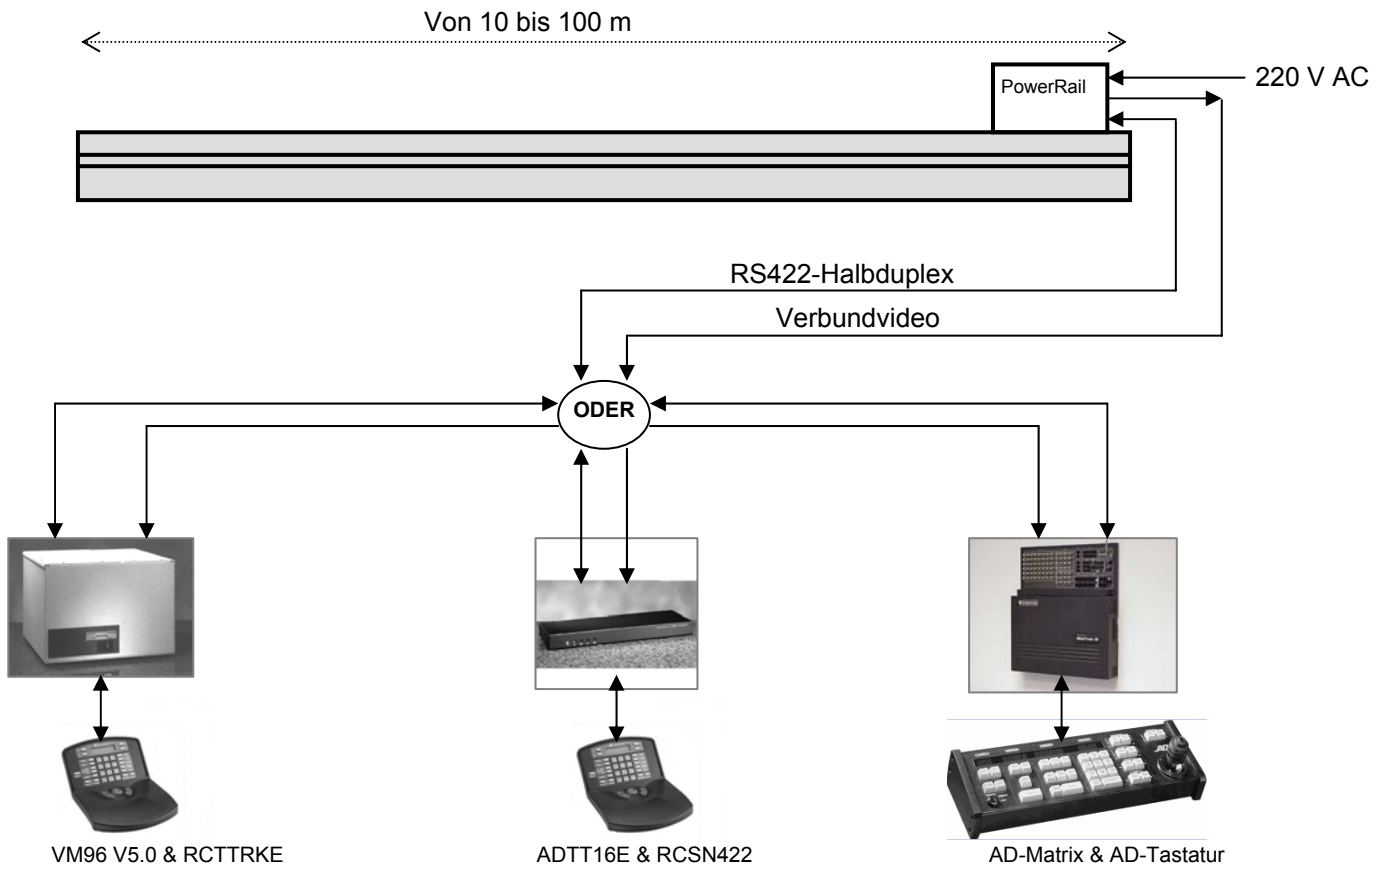 Von 10 bis 100 m
PowerRail
220 V AC
RS422-Halbduplex
Verbundvideo
ODER
VM96 V5.0 & RCTTRKE
ADTT16E & RCSN422
AD-Matrix & AD-Tastatur